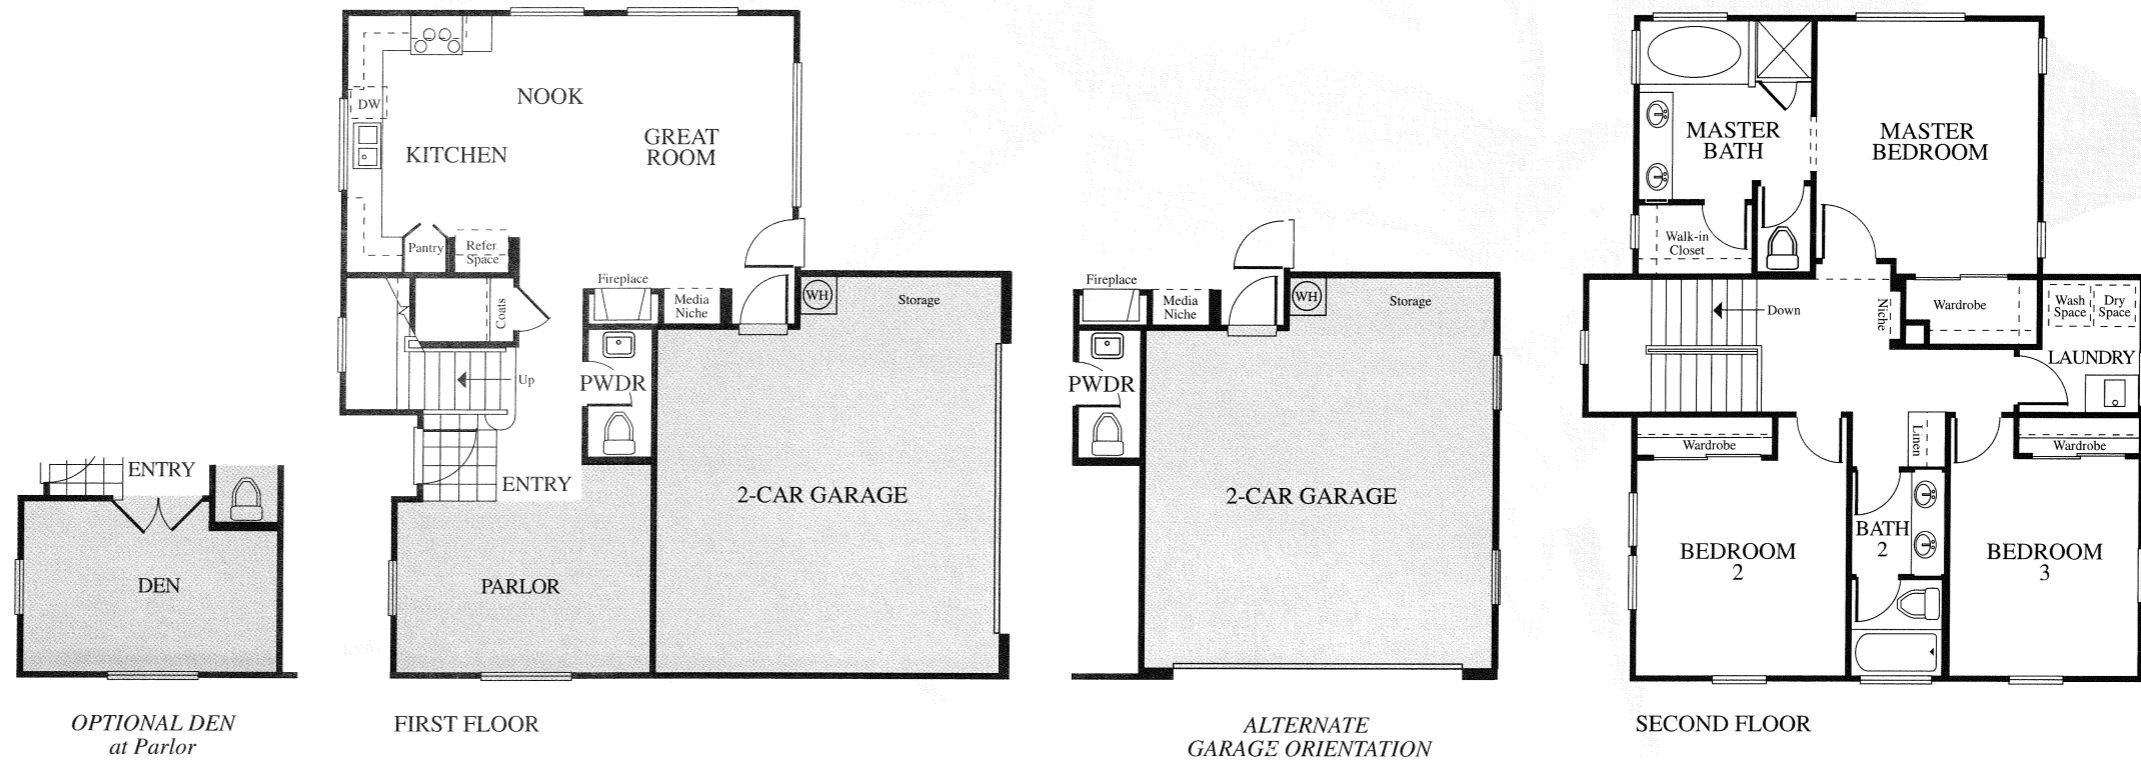 ENTRY
DEN
OPTIONAL DEN
at Parlor
NOOK
DW
KITCHEN
GREAT
ROOM
Pantry
Refer.
Space
Coats
Fireplace
Media
Niche
WH
Storage
Up
PWDR
ENTRY
2-CAR GARAGE
PARLOR
FIRST FLOOR
Fireplace
Media
Niche
WH
Storage
PWDR
2-CAR GARAGE
ALTERNATE
GARAGE ORIENTATION
MASTER
BATH
MASTER
BEDROOM
Walk-in
Closet
Down
Niche
Wardrobe
Wash
Space
Dry
Space
LAUNDRY
Wardrobe
Linen
Wardrobe
BATH
2
BEDROOM
2
BEDROOM
3
SECOND FLOOR